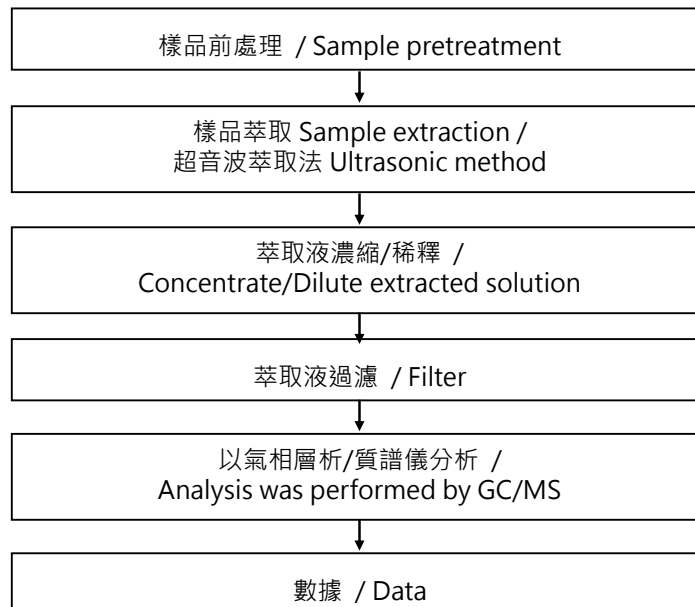 樣品前處理 / Sample pretreatment
樣品萃取 Sample extraction /
超音波萃取法 Ultrasonic method
萃取液濃縮/稀釋 /
Concentrate/Dilute extracted solution
萃取液過濾 / Filter
以氣相層析/質譜儀分析 /
Analysis was performed by GC/MS
數據 / Data